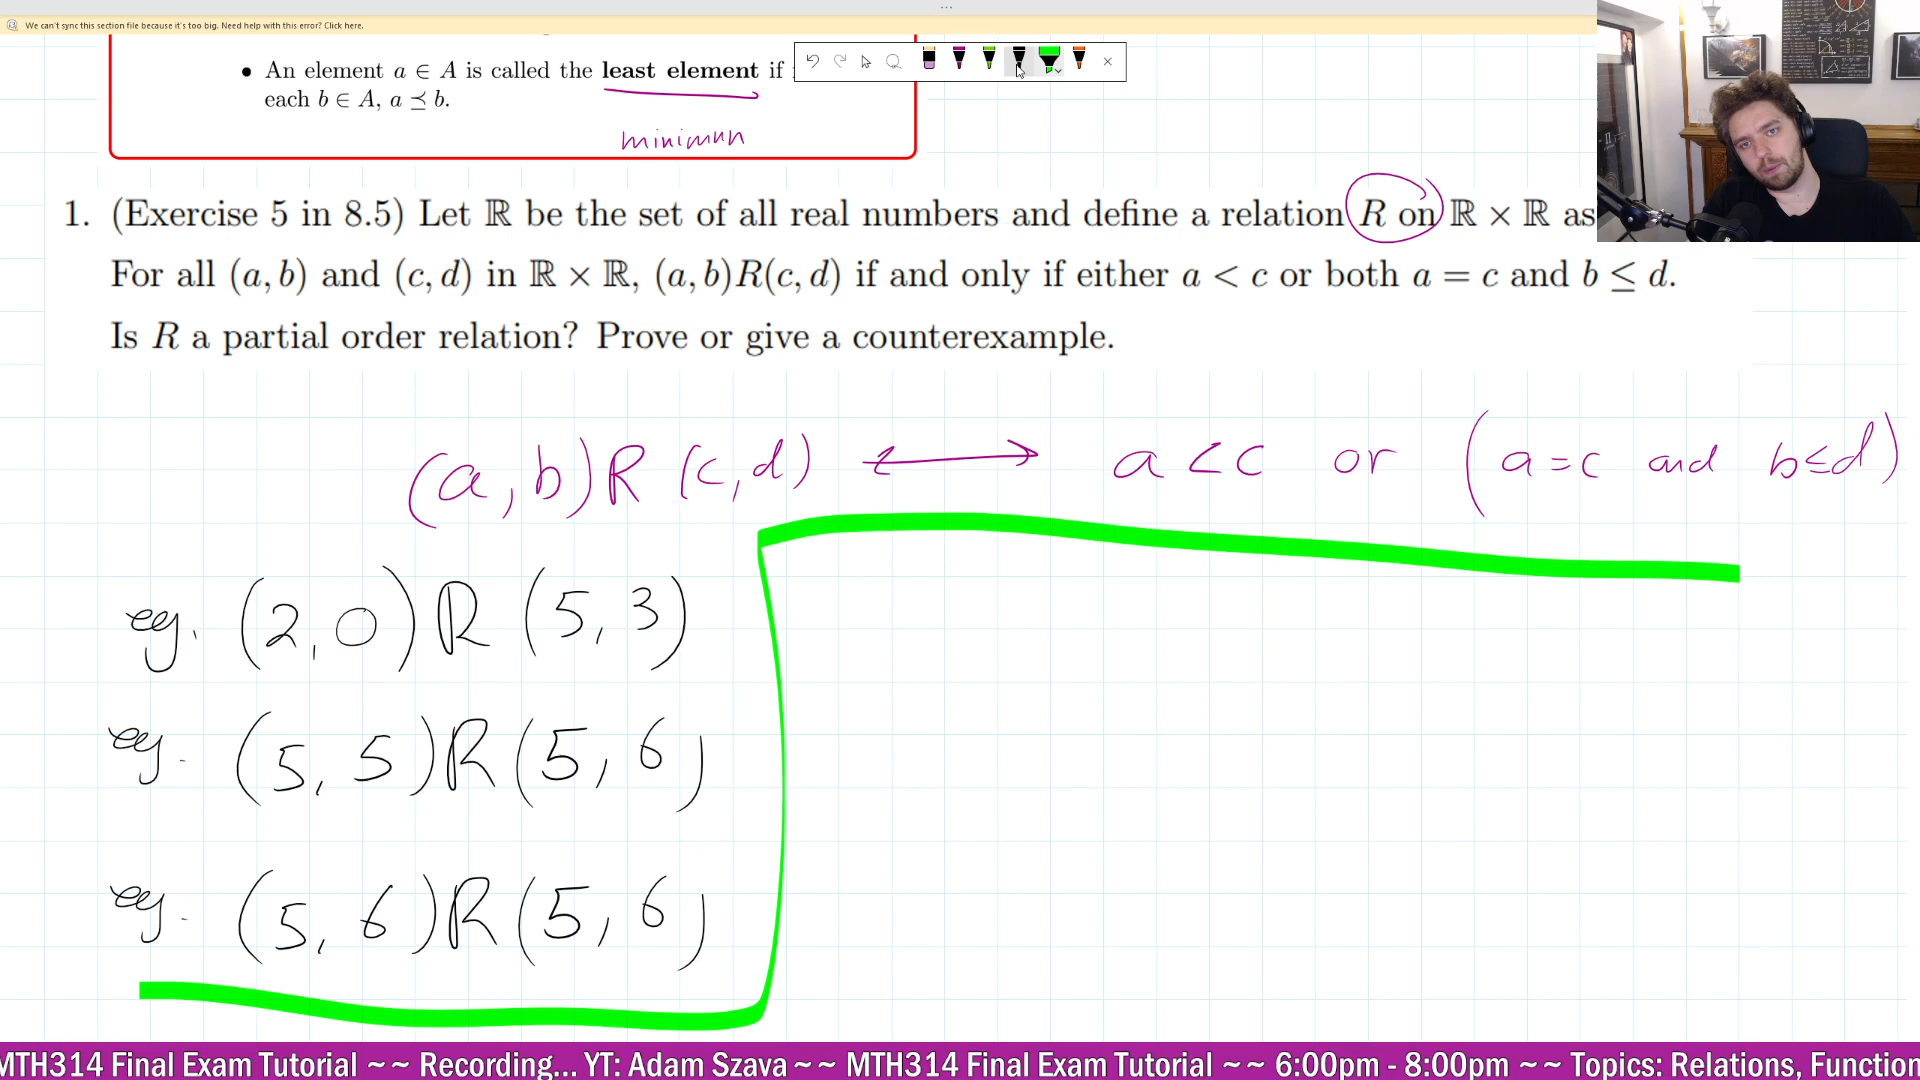 We can't sync this section file because it's too big. Need help with this error? Click here.
• An element a ∈ A is called the least element if
each b ∈ A, a ⪯ b.
minimun
1. (Exercise 5 in 8.5) Let ℝ be the set of all real numbers and define a relation R on ℝ × ℝ as
For all (a, b) and (c, d) in ℝ × ℝ, (a, b)R(c, d) if and only if either a < c or both a = c and b ≤ d.
Is R a partial order relation? Prove or give a counterexample.
(a, b) R (c, d) ⟷ a < c or (a = c and b ≤ d)
eg. (2, 0) R (5, 3)
eg. (5, 5) R (5, 6)
eg. (5, 6) R (5, 6)
MTH314 Final Exam Tutorial ~~ Recording... YT: Adam Szava ~~ MTH314 Final Exam Tutorial ~~ 6:00pm - 8:00pm ~~ Topics: Relations, Function